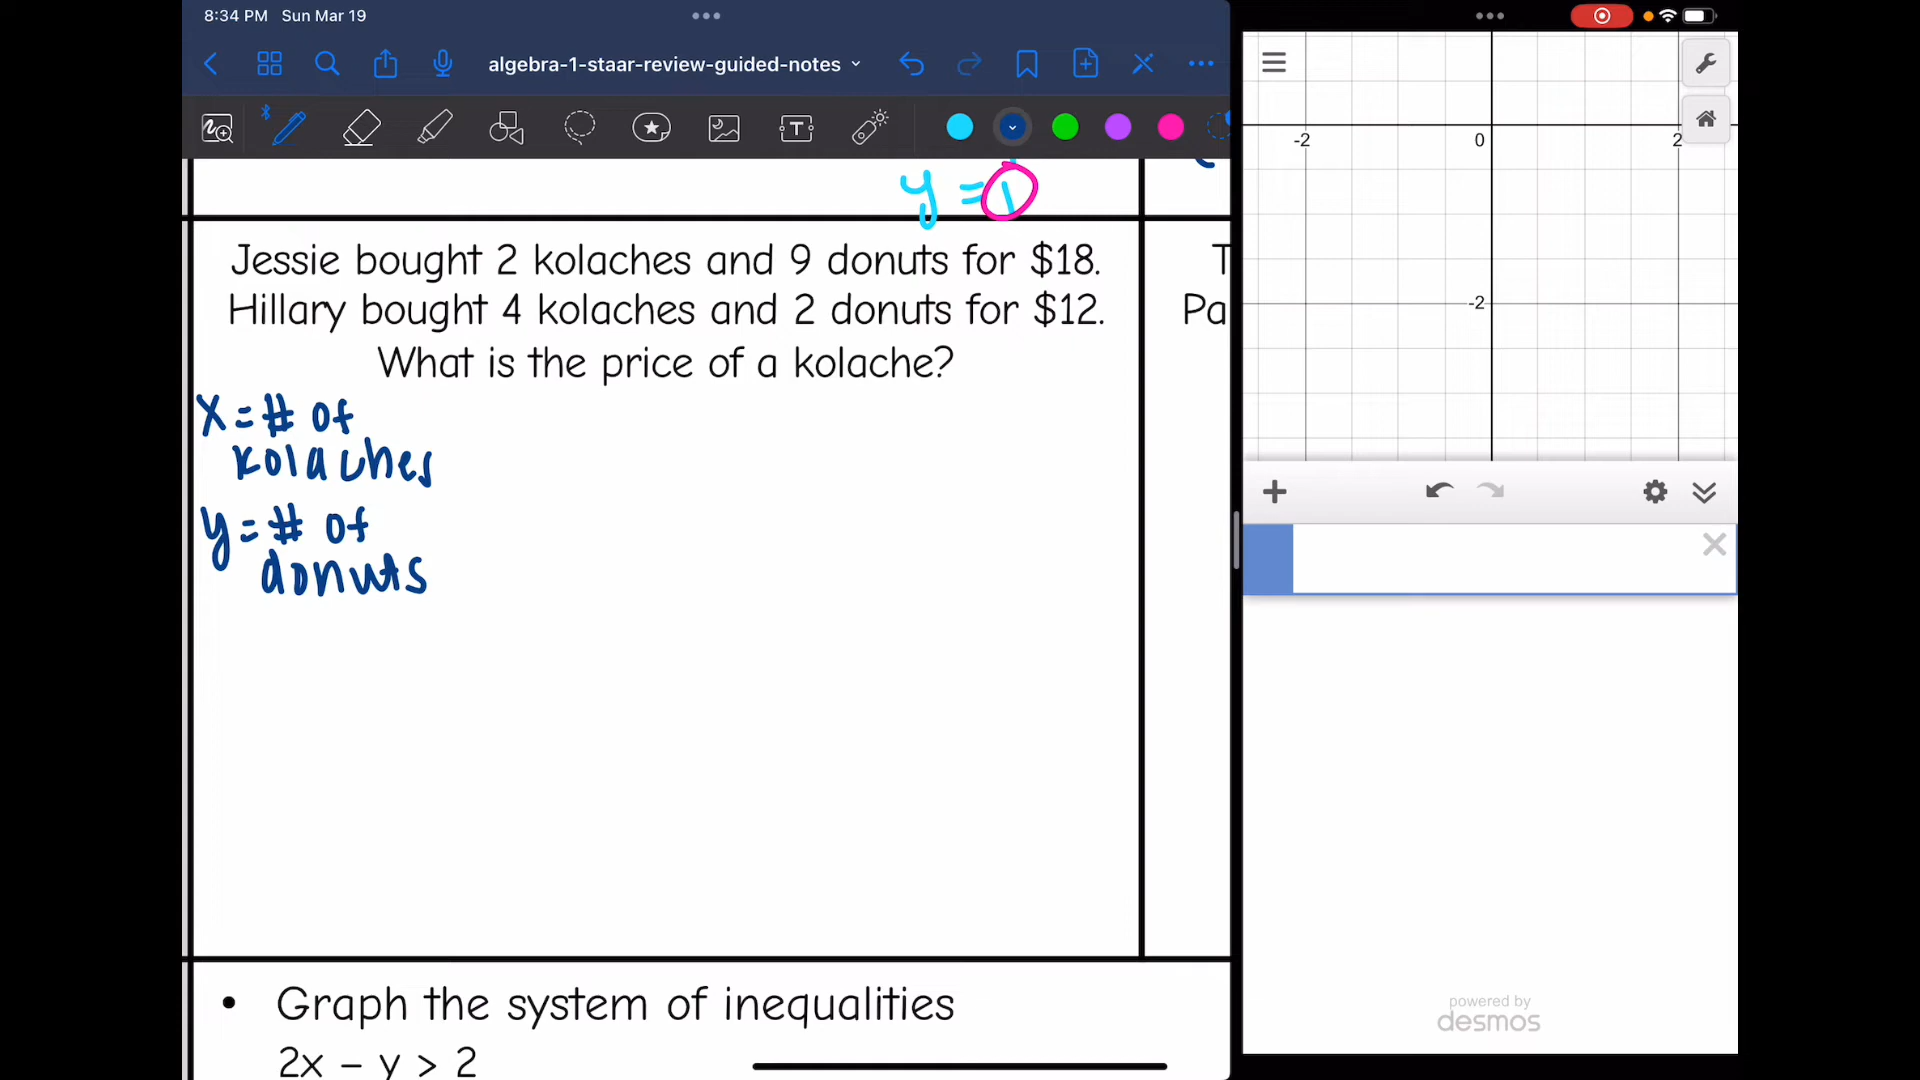 8:34 PM Sun Mar 19
algebra-1-staar-review-guided-notes
T
y = 1
Jessie bought 2 kolaches and 9 donuts for $18.
Hillary bought 4 kolaches and 2 donuts for $12.
What is the price of a kolache?
T
Pa
x = # of
kolaches
y = # of
donuts
• Graph the system of inequalities
2x – y > 2
-2
0
2
-2
powered by
desmos